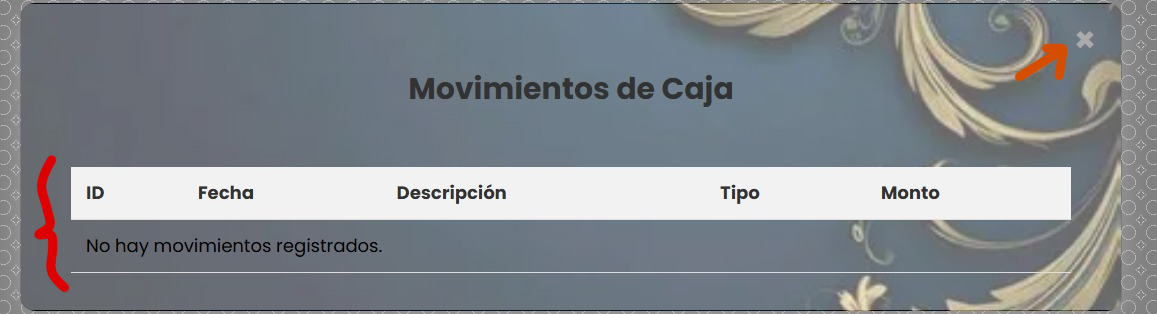 Movimientos de Caja
ID Fecha Descripción Tipo Monto
No hay movimientos registrados.